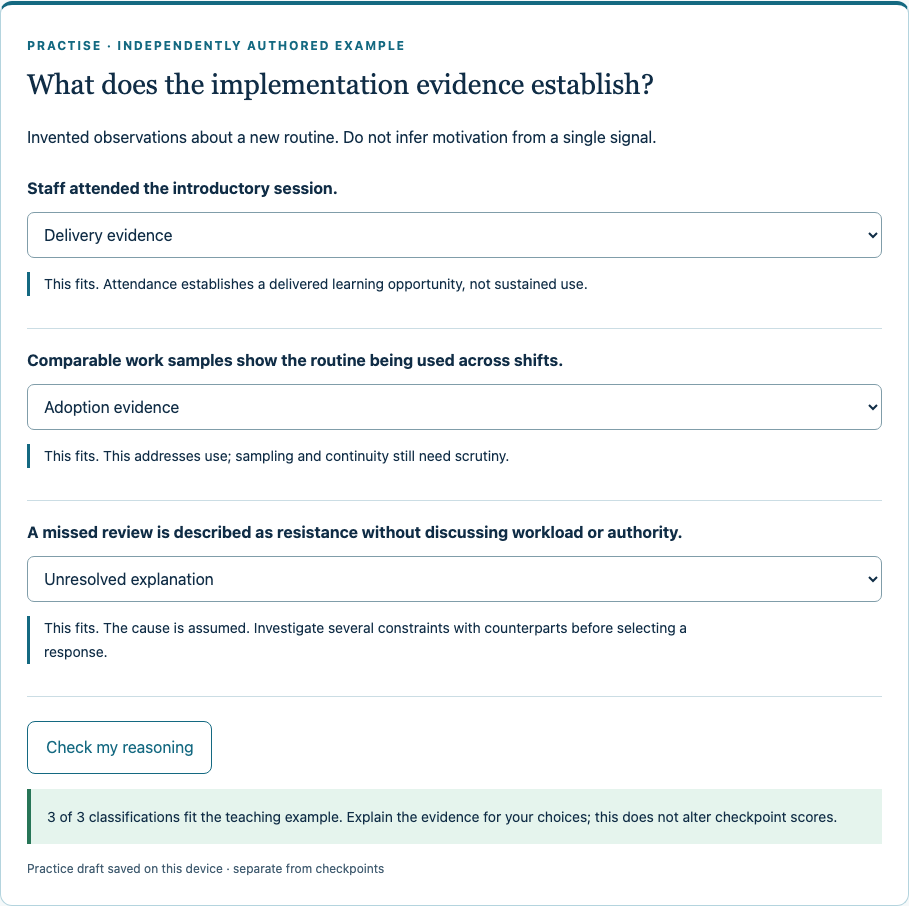 PRACTISE · INDEPENDENTLY AUTHORED EXAMPLE
What does the implementation evidence establish?
Invented observations about a new routine. Do not infer motivation from a single signal.
Staff attended the introductory session.
Delivery evidence
This fits. Attendance establishes a delivered learning opportunity, not sustained use.
Comparable work samples show the routine being used across shifts.
Adoption evidence
This fits. This addresses use; sampling and continuity still need scrutiny.
A missed review is described as resistance without discussing workload or authority.
Unresolved explanation
This fits. The cause is assumed. Investigate several constraints with counterparts before selecting a
response.
Check my reasoning
3 of 3 classifications fit the teaching example. Explain the evidence for your choices; this does not alter checkpoint scores.
Practice draft saved on this device · separate from checkpoints